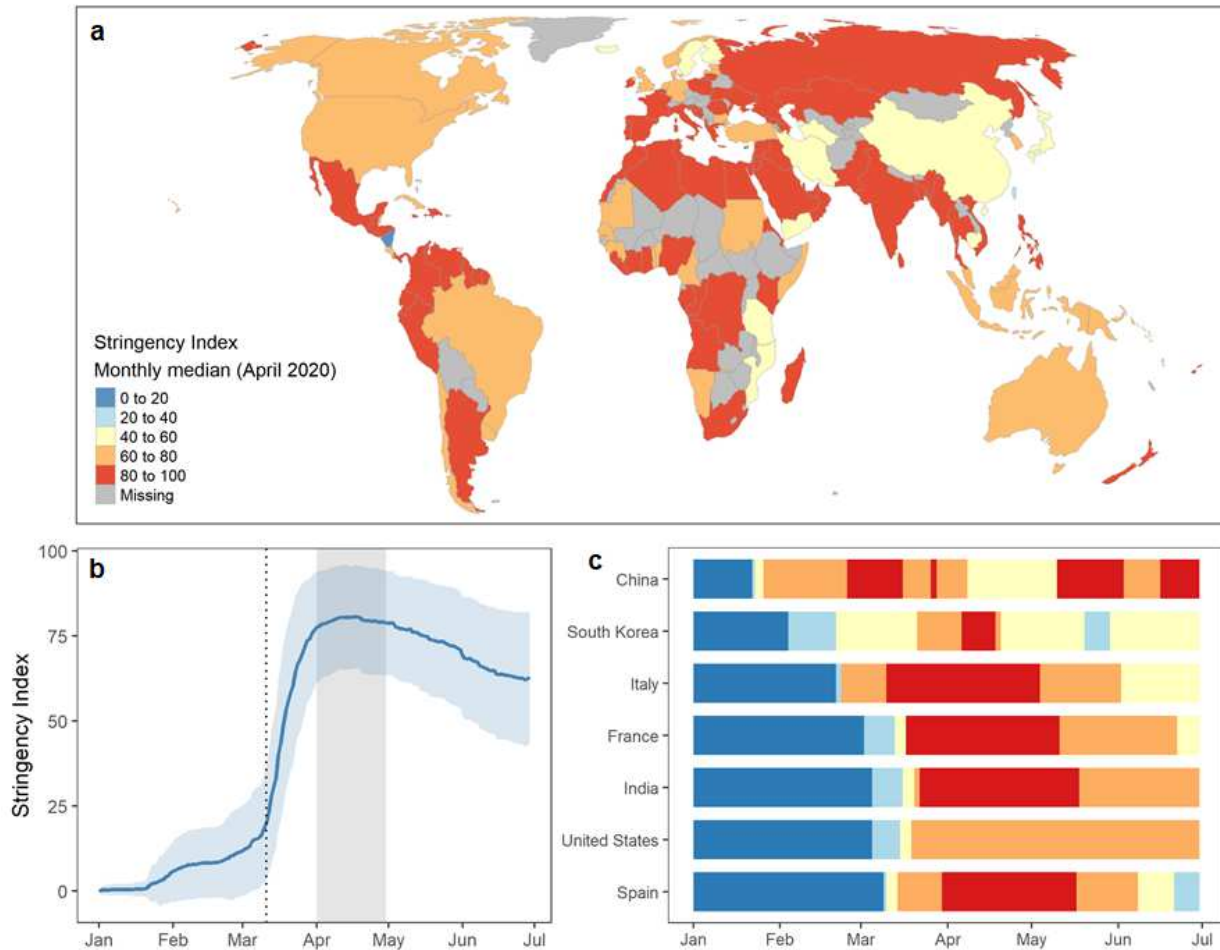 a
Stringency Index
Monthly median (April 2020)
0 to 20
20 to 40
40 to 60
60 to 80
80 to 100
Missing
b
Stringency Index
100
75
50
25
0
Jan Feb Mar Apr May Jun Jul
c
China
South Korea
Italy
France
India
United States
Spain
Jan Feb Mar Apr May Jun Jul